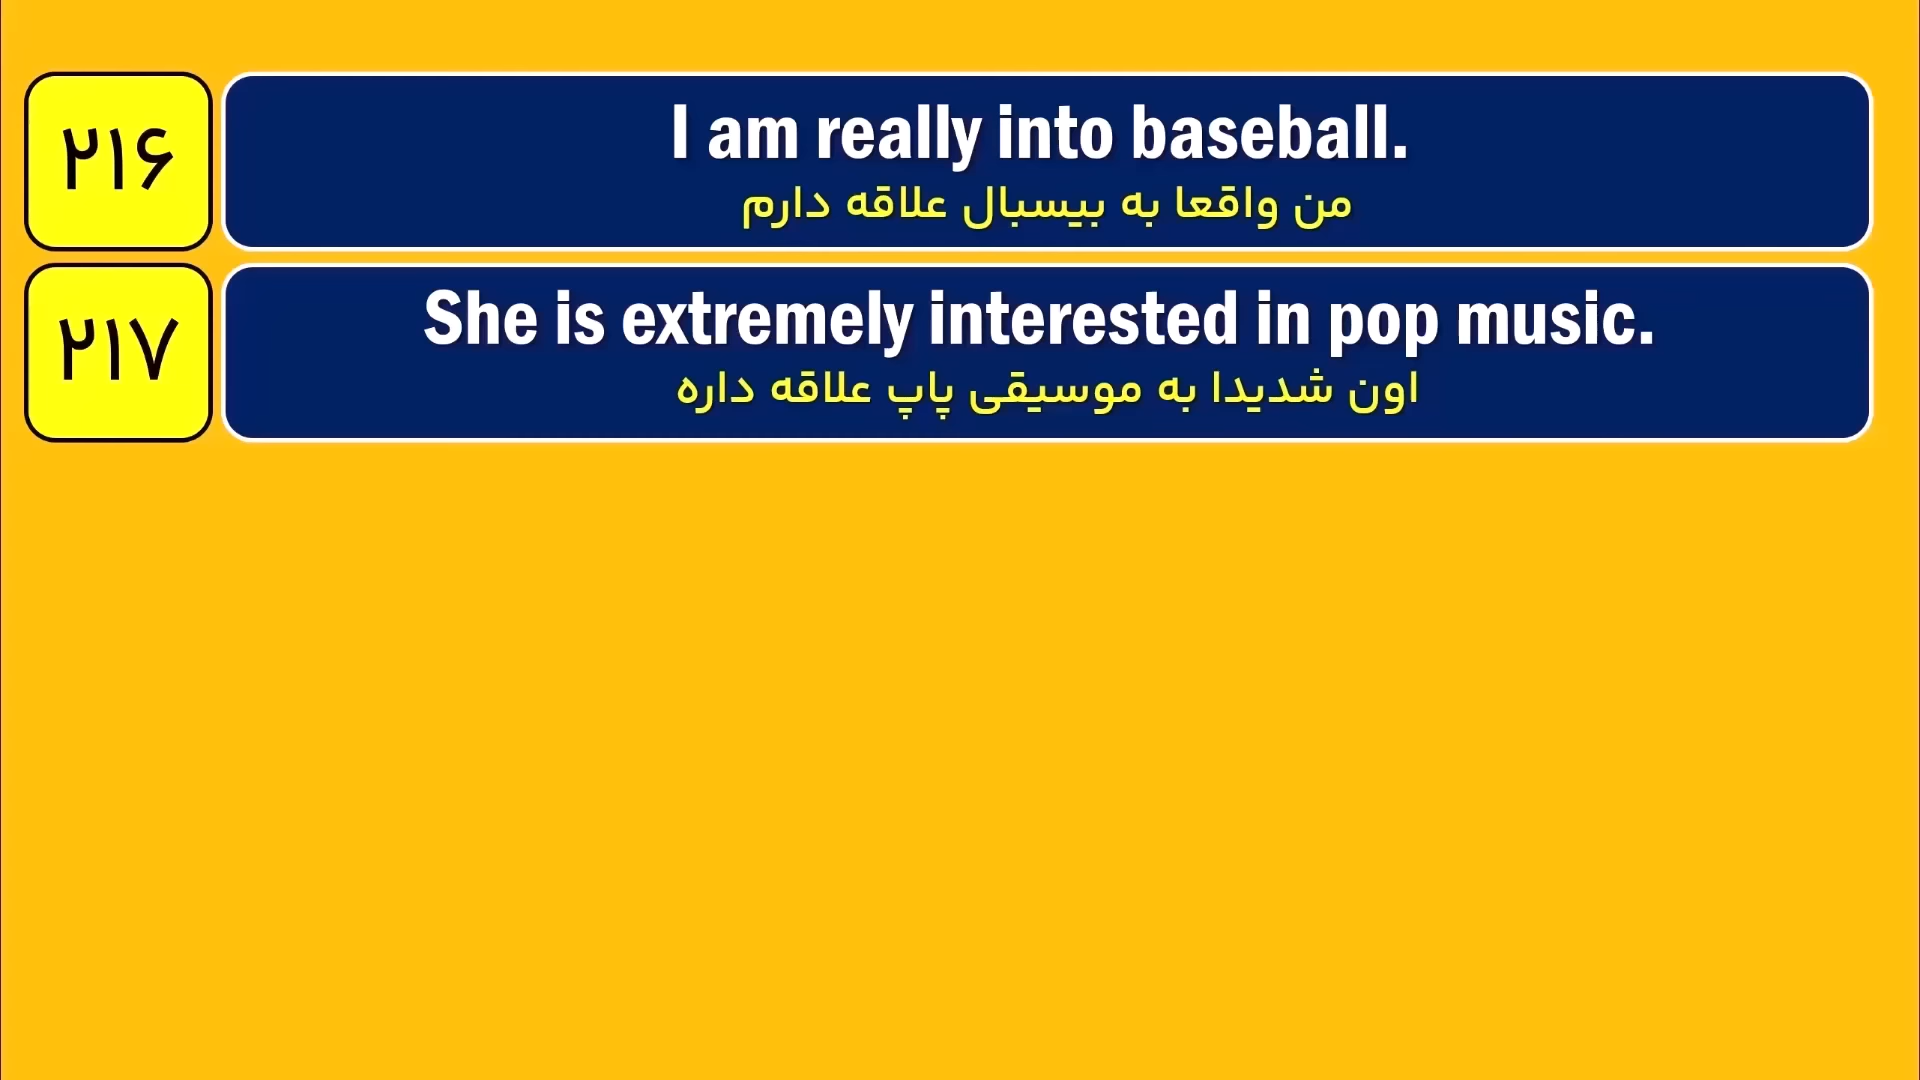 ۲۱۶
I am really into baseball.
من واقعا به بیسبال علاقه دارم
۲۱۷
She is extremely interested in pop music.
اون شدیدا به موسیقی پاپ علاقه داره